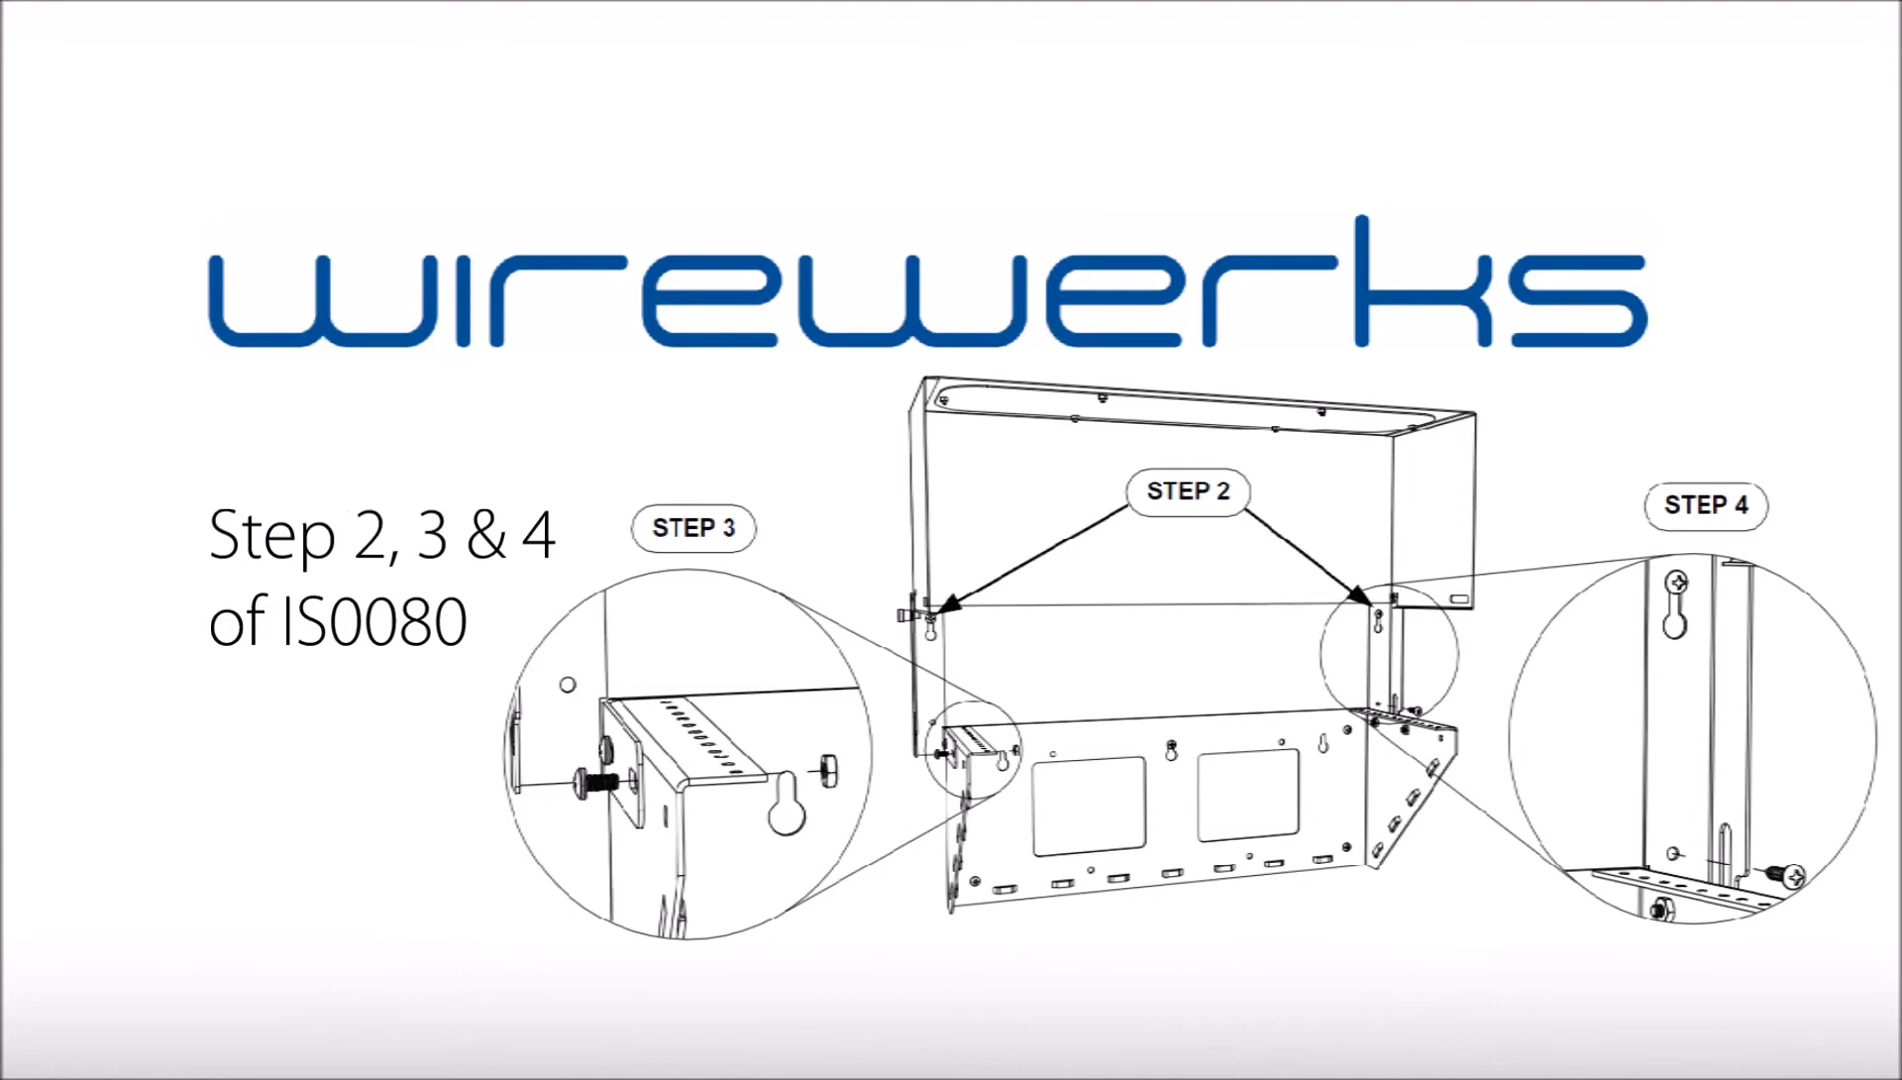 wirewerks
STEP 2
STEP 4
Step 2, 3 & 4
STEP 3
of IS0080